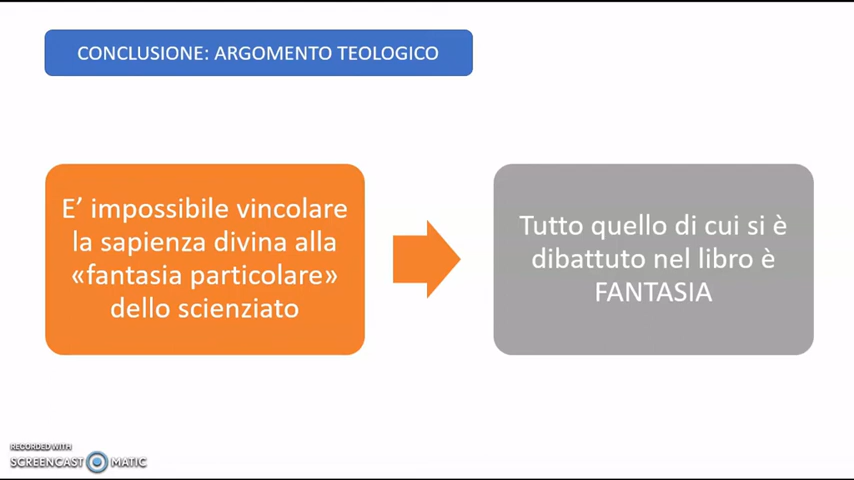 CONCLUSIONE: ARGOMENTO TEOLOGICO
E’ impossibile vincolare
la sapienza divina alla
«fantasia particolare»
dello scienziato
Tutto quello di cui si è
dibattuto nel libro è
FANTASIA
RECORDED WITH
SCREENCAST MATIC